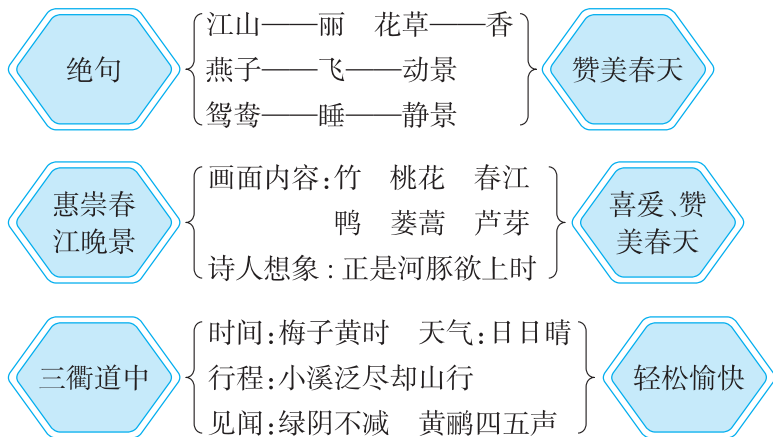 绝句
江山——丽　花草——香
燕子——飞——动景
鸳鸯——睡——静景
赞美春天
惠崇春
江晚景
画面内容:竹　桃花　春江
鸭　蒌蒿　芦芽
诗人想象:正是河豚欲上时
喜爱、赞
美春天
三衢道中
时间:梅子黄时　天气:日日晴
行程:小溪泛尽却山行
见闻:绿阴不减　黄鹂四五声
轻松愉快